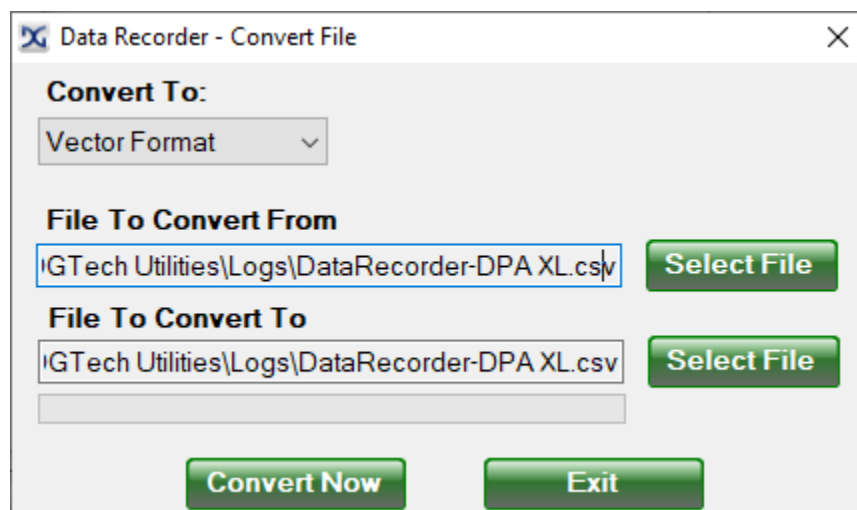 Data Recorder - Convert File
Convert To:
Vector Format
File To Convert From
GTech Utilities\Logs\DataRecorder-DPA XL.csv
Select File
File To Convert To
GTech Utilities\Logs\DataRecorder-DPA XL.csv
Select File
Convert Now
Exit